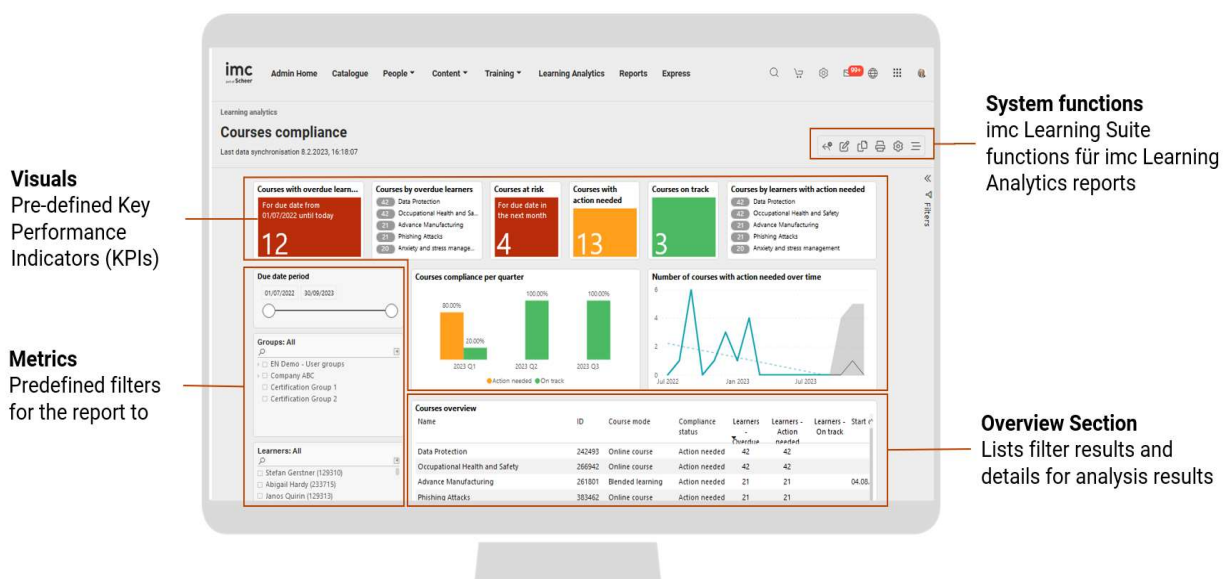 imc
part of Scheer
Admin Home Catalogue People Content Training Learning Analytics Reports Express
99+
Learning analytics
Courses compliance
Last data synchronisation 8.2.2023, 16:18:07
System functions
imc Learning Suite
functions für imc Learning
Analytics reports
Visuals
Pre-defined Key
Performance
Indicators (KPIs)
Metrics
Predefined filters
for the report to
Overview Section
Lists filter results and
details for analysis results
Filters
Courses with overdue learn...
For due date from
01/07/2022 until today
12
Courses by overdue learners
42 Data Protection
42 Occupational Health and Sa...
21 Advance Manufacturing
21 Phishing Attacks
20 Anxiety and stress manage...
Courses at risk
For due date in
the next month
4
Courses with
action needed
13
Courses on track
3
Courses by learners with action needed
42 Data Protection
42 Occupational Health and Safety
21 Advance Manufacturing
21 Phishing Attacks
20 Anxiety and stress management
Due date period
01/07/2022 30/09/2023
Groups: All
EN Demo - User groups
Company ABC
Certification Group 1
Certification Group 2
Learners: All
Stefan Gerstner (129310)
Abigail Hardy (233715)
Janos Quirin (129313)
Courses compliance per quarter
80.00%
20.00%
100.00%
100.00%
2023 Q1 2023 Q2 2023 Q3
Action needed On track
Number of courses with action needed over time
6
4
2
0
Jul 2022 Jan 2023 Jul 2023
Courses overview
Name ID Course mode Compliance Learners Learners - Learners - Start
status - Action On track
Overdue needed
Data Protection 242493 Online course Action needed 42 42
Occupational Health and Safety 266942 Online course Action needed 42 42
Advance Manufacturing 261801 Blended learning Action needed 21 21 04.08.
Phishing Attacks 383462 Online course Action needed 21 21